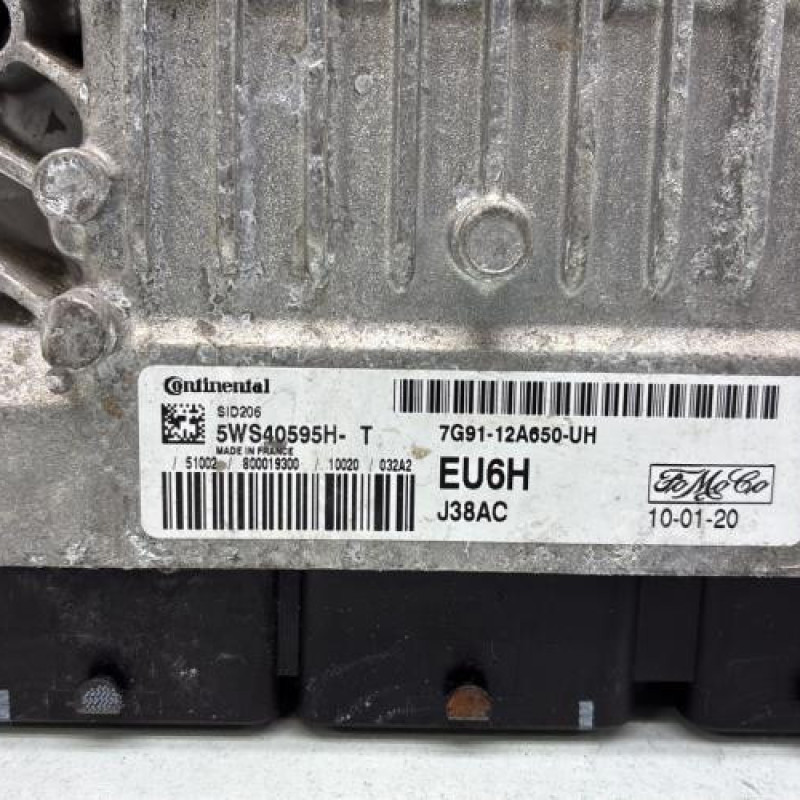 Continental
SID206
5WS40595H- T
MADE IN FRANCE
/ 51002 / 800019300 / 10020 / 032A2
7G91-12A650-UH
EU6H
J38AC
FoMoCo
10-01-20